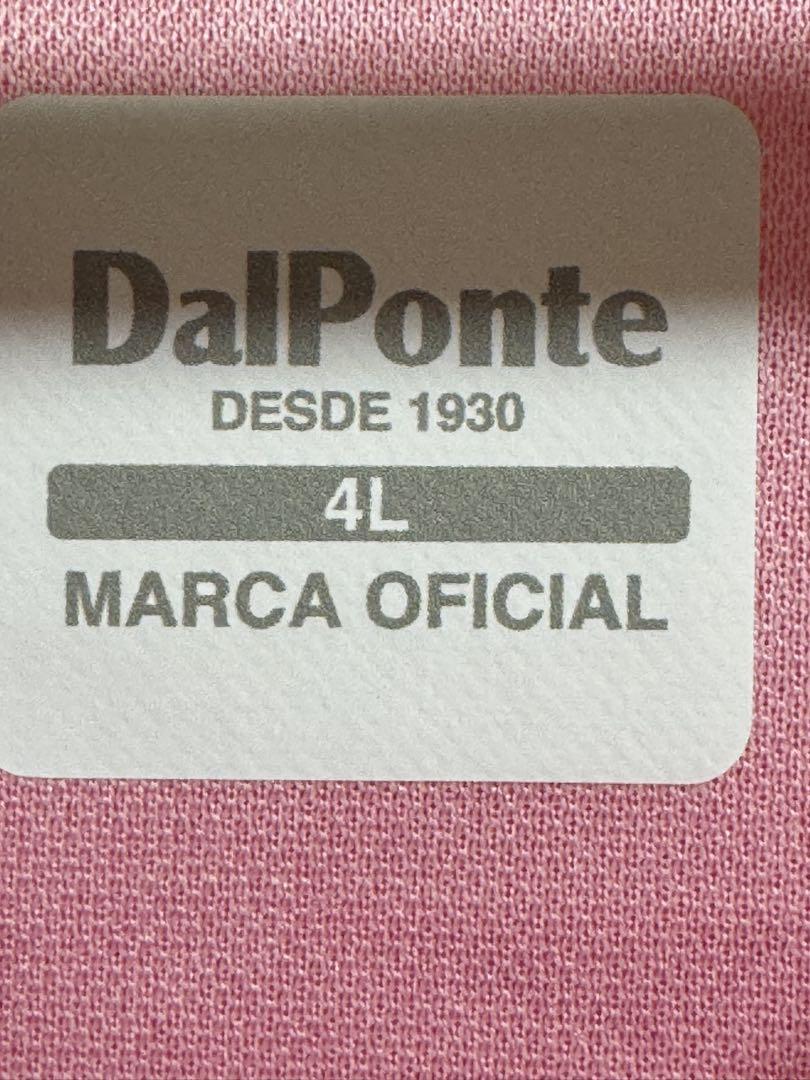 DalPonte
DESDE 1930
4L
MARCA OFICIAL